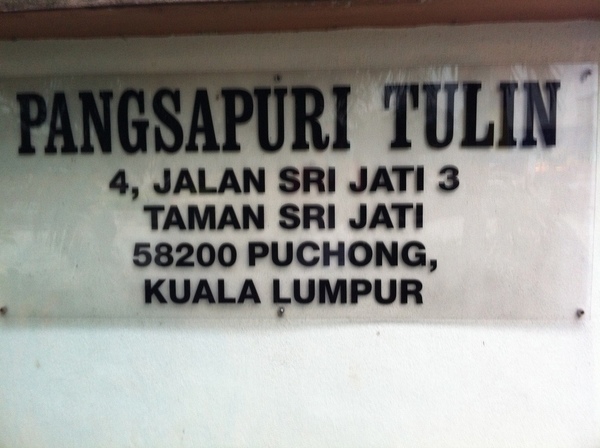 PANGSAPURI TULIN
4, JALAN SRI JATI 3
TAMAN SRI JATI
58200 PUCHONG,
KUALA LUMPUR